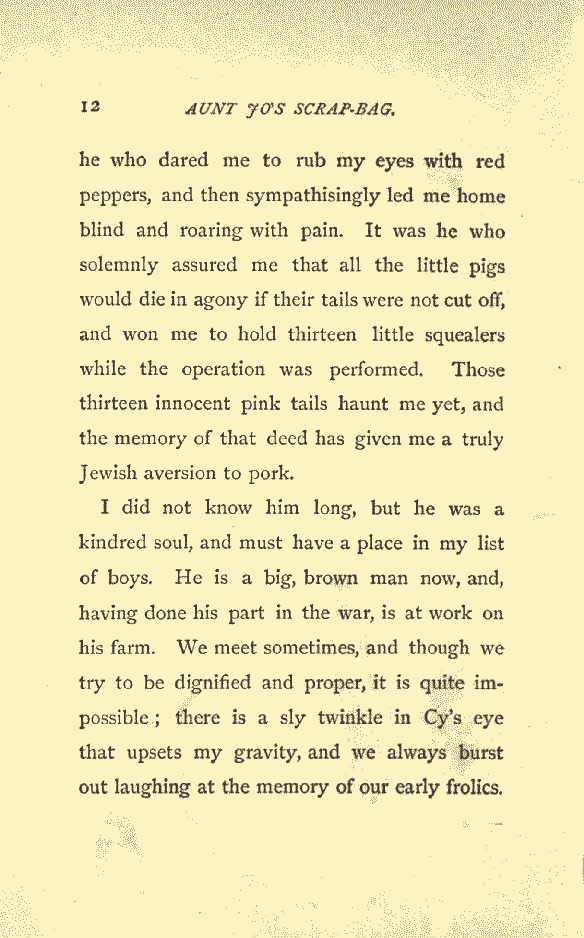 12 AUNT JO'S SCRAP-BAG.
he who dared me to rub my eyes with red
peppers, and then sympathisingly led me home
blind and roaring with pain. It was he who
solemnly assured me that all the little pigs
would die in agony if their tails were not cut off,
and won me to hold thirteen little squealers
while the operation was performed. Those
thirteen innocent pink tails haunt me yet, and
the memory of that deed has given me a truly
Jewish aversion to pork.
I did not know him long, but he was a
kindred soul, and must have a place in my list
of boys. He is a big, brown man now, and,
having done his part in the war, is at work on
his farm. We meet sometimes, and though we
try to be dignified and proper, it is quite im-
possible; there is a sly twinkle in Cy's eye
that upsets my gravity, and we always burst
out laughing at the memory of our early frolics.